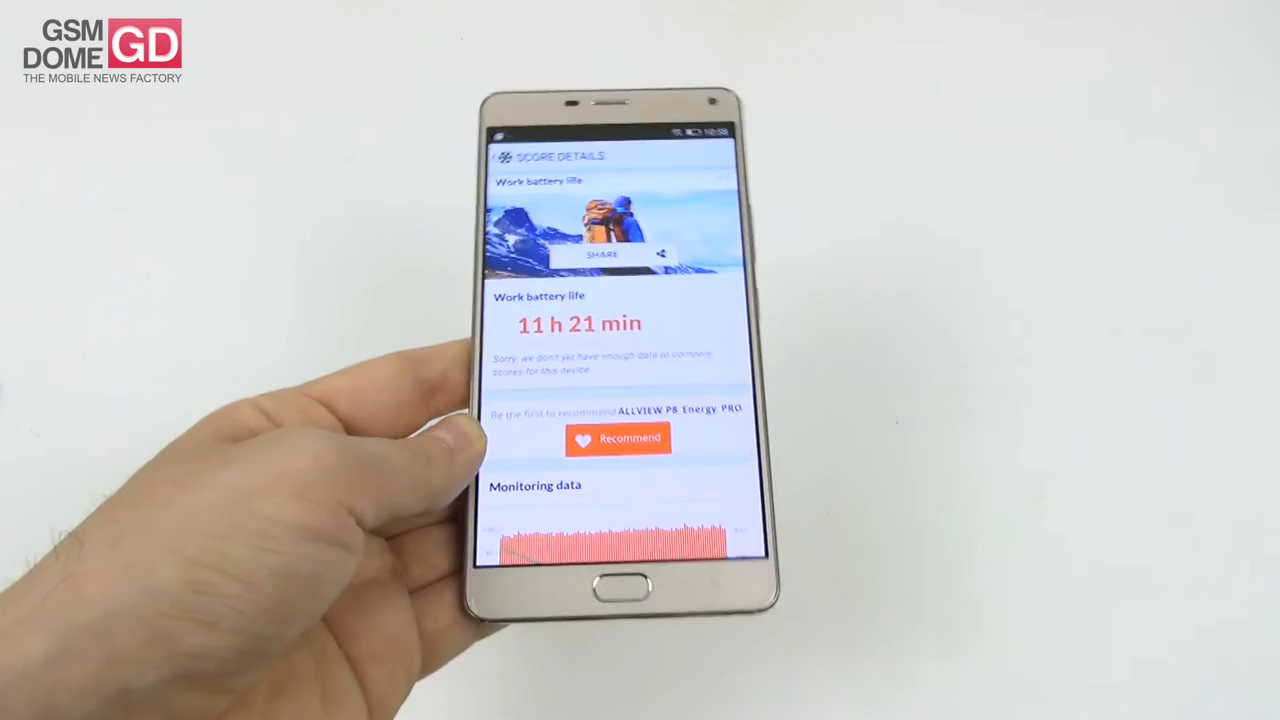 GSM
DOME
GD
THE MOBILE NEWS FACTORY
SCORE DETAILS
Work battery life
SHARE
Work battery life
11 h 21 min
Sorry, we don't yet have enough data to compare
scores for this device.
Be the first to recommend ALLVIEW P8 Energy PRO
Recommend
Monitoring data